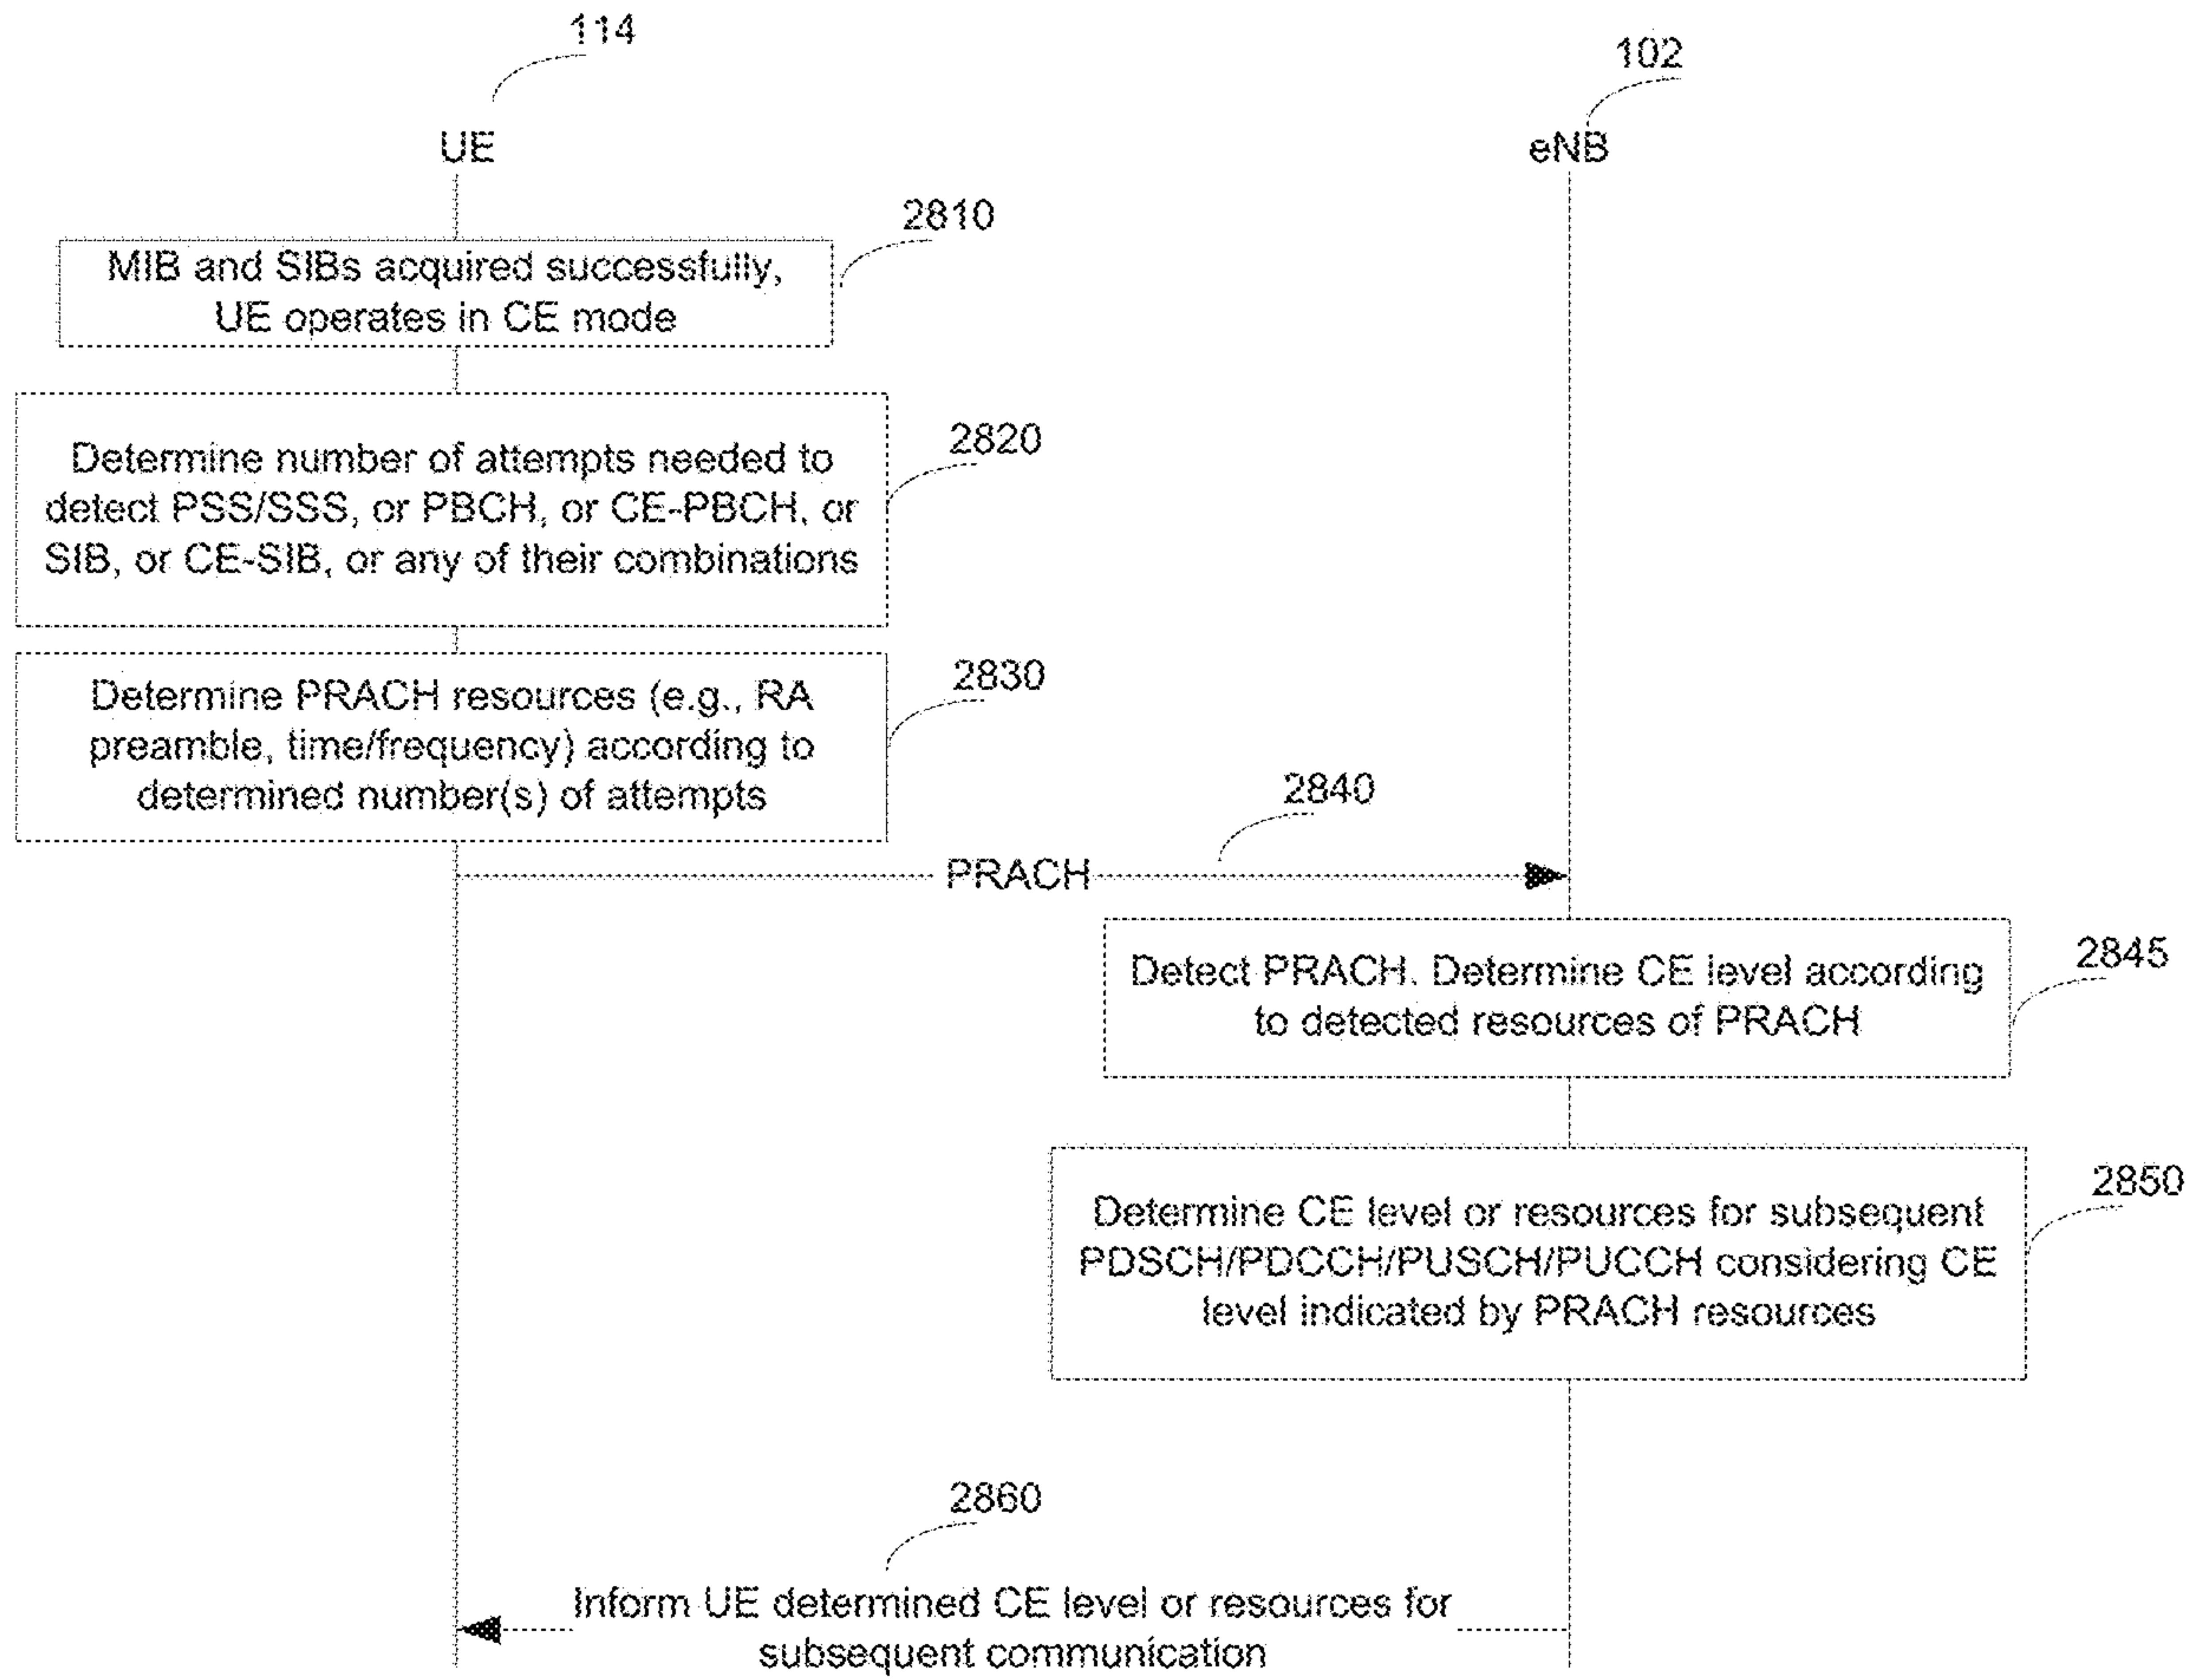 114
102
UE
eNB
2810
MIB and SIBs acquired successfully,
UE operates in CE mode
2820
Determine number of attempts needed to
detect PSS/SSS, or PBCH, or CE-PBCH, or
SIB, or CE-SIB, or any of their combinations
2830
Determine PRACH resources (e.g., RA
preamble, time/frequency) according to
determined number(s) of attempts
2840
PRACH
2845
Detect PRACH. Determine CE level according
to detected resources of PRACH
2850
Determine CE level or resources for subsequent
PDSCH/PDCCH/PUSCH/PUCCH considering CE
level indicated by PRACH resources
2860
Inform UE determined CE level or resources for
subsequent communication